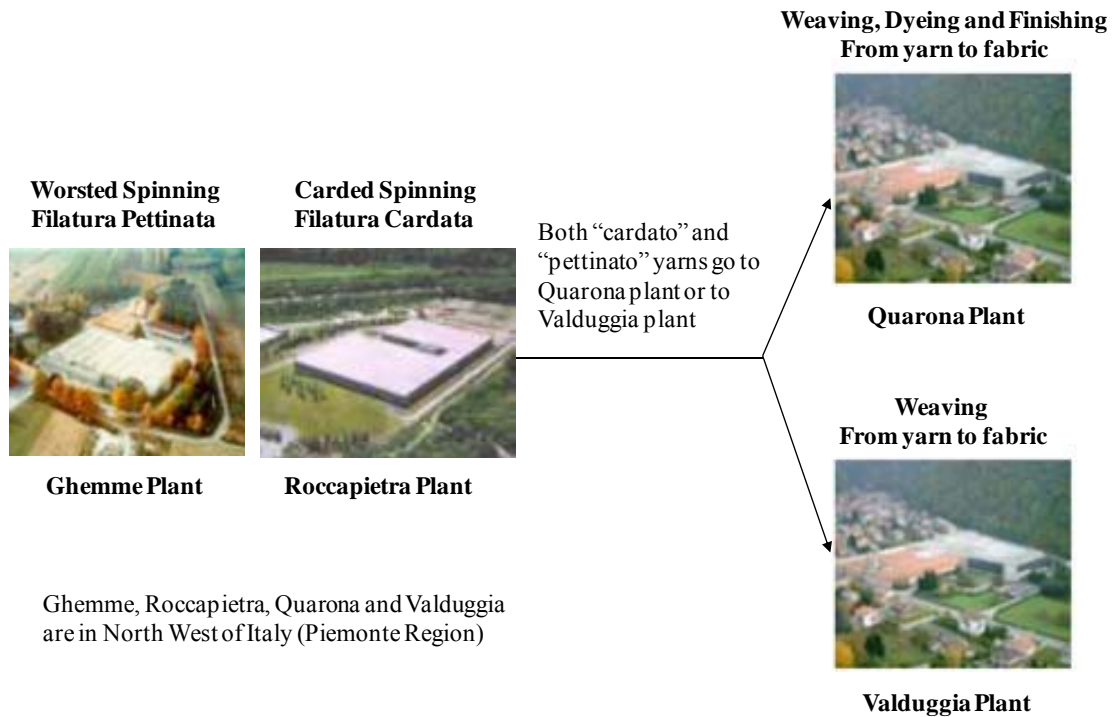 Weaving, Dyeing and Finishing
From yarn to fabric
Worsted Spinning
Filatura Pettinata
Carded Spinning
Filatura Cardata
Both “cardato” and
“pettinato” yarns go to
Quarona plant or to
Valduggia plant
Quarona Plant
Weaving
From yarn to fabric
Ghemme Plant
Roccapietra Plant
Ghemme, Roccapietra, Quarona and Valduggia
are in North West of Italy (Piemonte Region)
Valduggia Plant